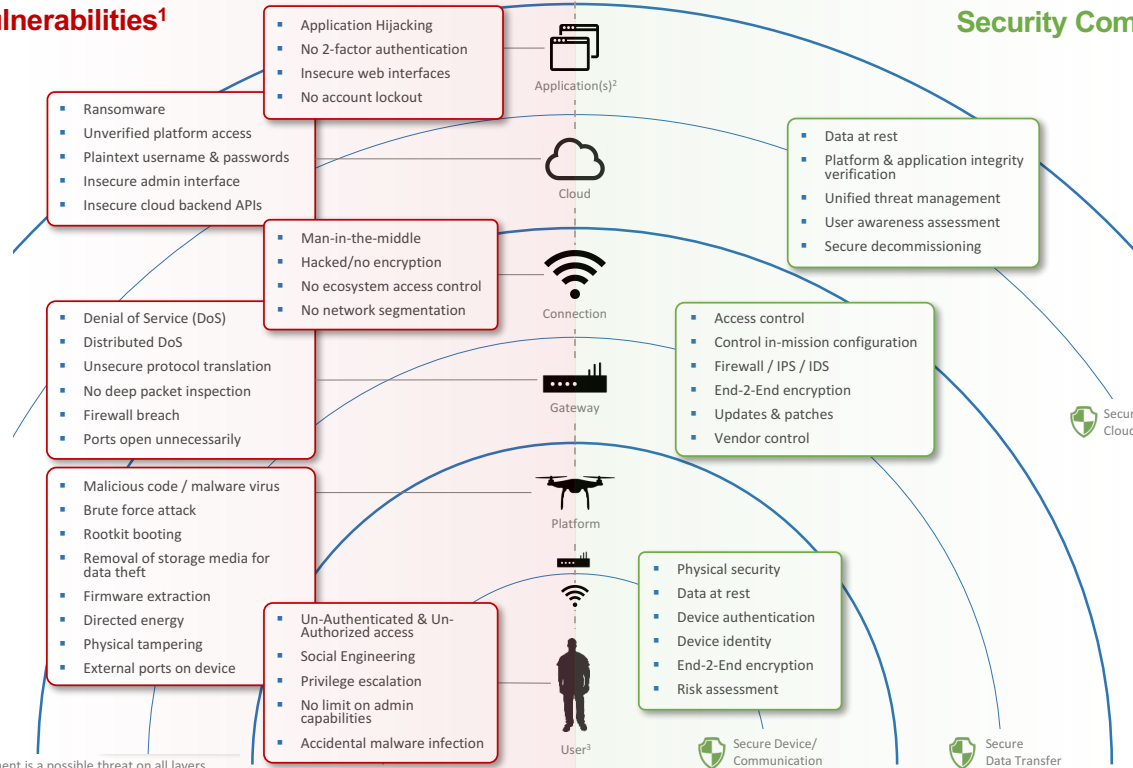 ulnerabilities¹
Security Com
Application Hijacking
No 2-factor authentication
Insecure web interfaces
No account lockout
Application(s)²
Ransomware
Unverified platform access
Plaintext username & passwords
Insecure admin interface
Insecure cloud backend APIs
Cloud
Data at rest
Platform & application integrity
verification
Unified threat management
User awareness assessment
Secure decommissioning
Man-in-the-middle
Hacked/no encryption
No ecosystem access control
No network segmentation
Connection
Denial of Service (DoS)
Distributed DoS
Unsecure protocol translation
No deep packet inspection
Firewall breach
Ports open unnecessarily
Gateway
Access control
Control in-mission configuration
Firewall / IPS / IDS
End-2-End encryption
Updates & patches
Vendor control
Secur
Cloud
Malicious code / malware virus
Brute force attack
Rootkit booting
Removal of storage media for
data theft
Firmware extraction
Directed energy
Physical tampering
External ports on device
Platform
Un-Authenticated & Un-
Authorized access
Social Engineering
Privilege escalation
No limit on admin
capabilities
Accidental malware infection
User³
Physical security
Data at rest
Device authentication
Device identity
End-2-End encryption
Risk assessment
Secure Device/
Communication
Secure
Data Transfer
ment is a possible threat on all layers